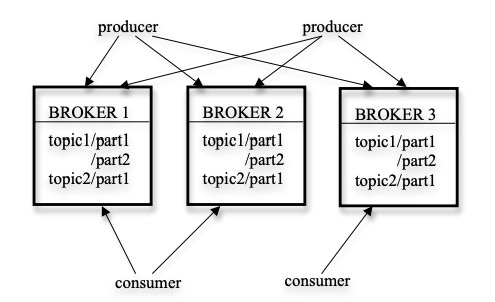 producer producer
BROKER 1
topic1/part1
/part2
topic2/part1
BROKER 2
topic1/part1
/part2
topic2/part1
BROKER 3
topic1/part1
/part2
topic2/part1
consumer consumer